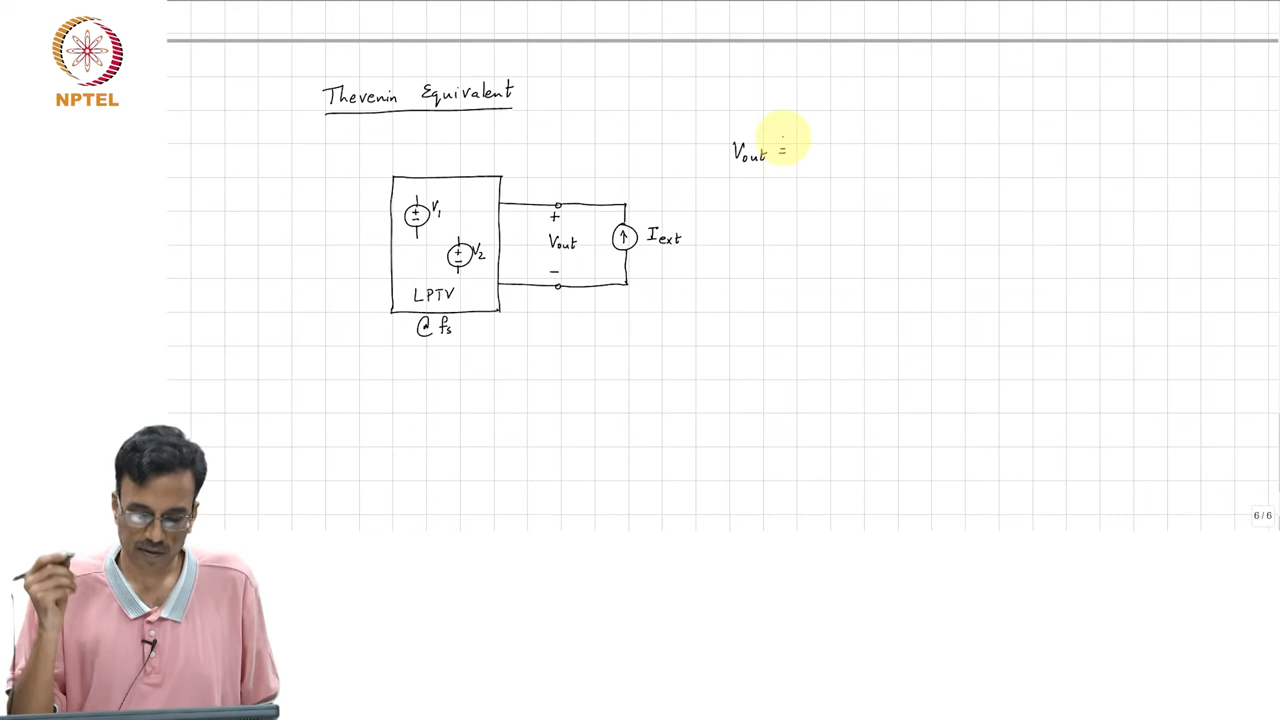 NPTEL
Thevenin Equivalent
Vout =
V1
+
Vout
-
Iext
V2
LPTV
@ fs
6 / 6